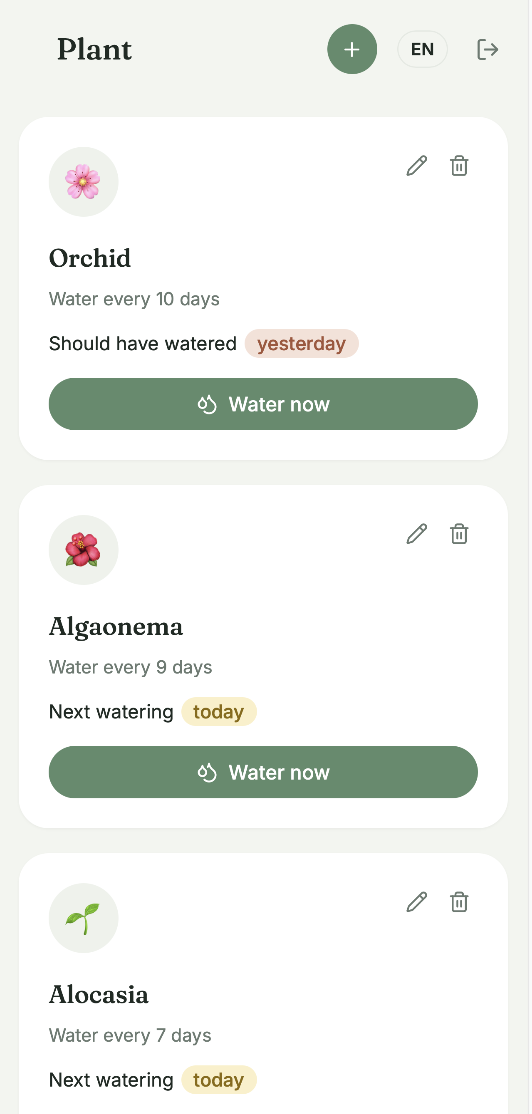 Plant
EN
Orchid
Water every 10 days
Should have watered yesterday
Water now
Algaonema
Water every 9 days
Next watering today
Water now
Alocasia
Water every 7 days
Next watering today